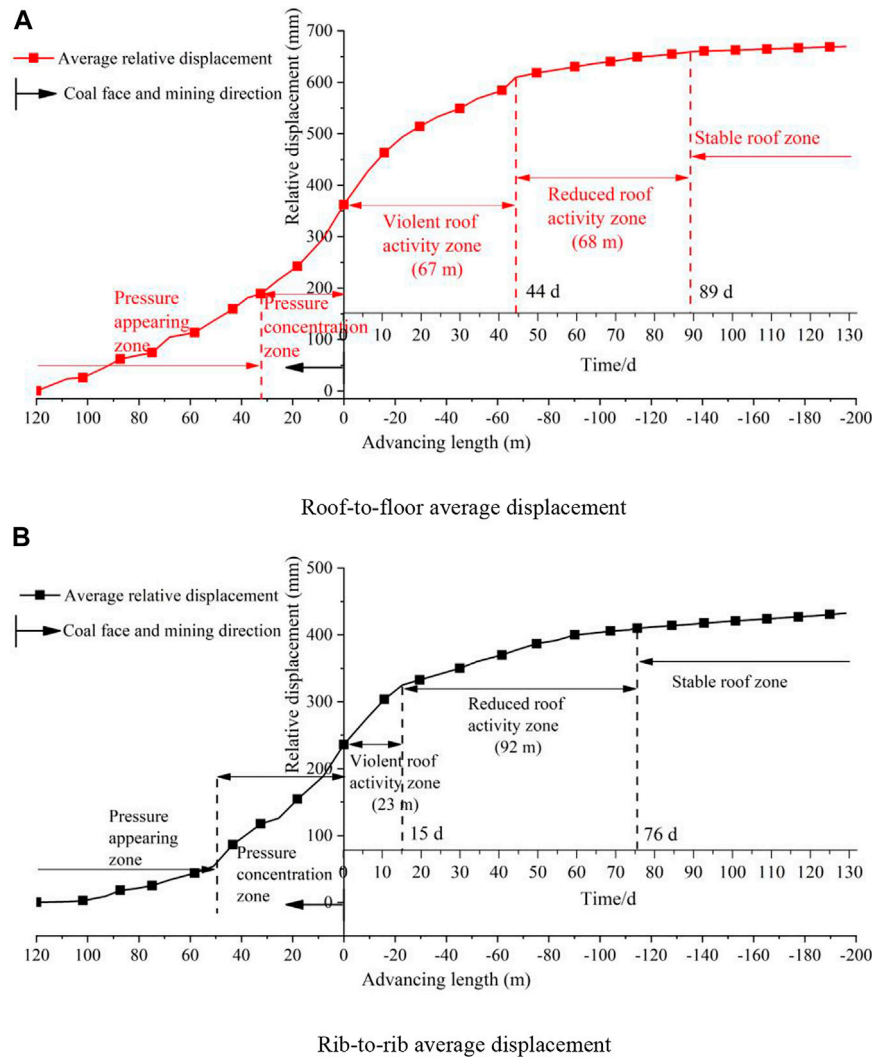 A
Average relative displacement
Coal face and mining direction
Relative displacement (mm)
700
600
500
400
300
200
100
0
Stable roof zone
Reduced roof
activity zone
(68 m)
Violent roof
activity zone
(67 m)
44 d
89 d
Pressure
appearing
zone
Pressure
concentration
zone
0 10 20 30 40 50 60 70 80 90 100 110 120 130
Time/d
120 100 80 60 40 20 0 -20 -40 -60 -80 -100 -120 -140 -160 -180 -200
Advancing length (m)
Roof-to-floor average displacement
B
Average relative displacement
Coal face and mining direction
Relative displacement (mm)
500
400
300
200
100
0
Stable roof zone
Reduced roof
activity zone
(92 m)
Violent roof
activity zone
(23 m)
15 d
76 d
Pressure
appearing
zone
Pressure
concentration
zone
0 10 20 30 40 50 60 70 80 90 100 110 120 130
Time/d
120 100 80 60 40 20 0 -20 -40 -60 -80 -100 -120 -140 -160 -180 -200
Advancing length (m)
Rib-to-rib average displacement